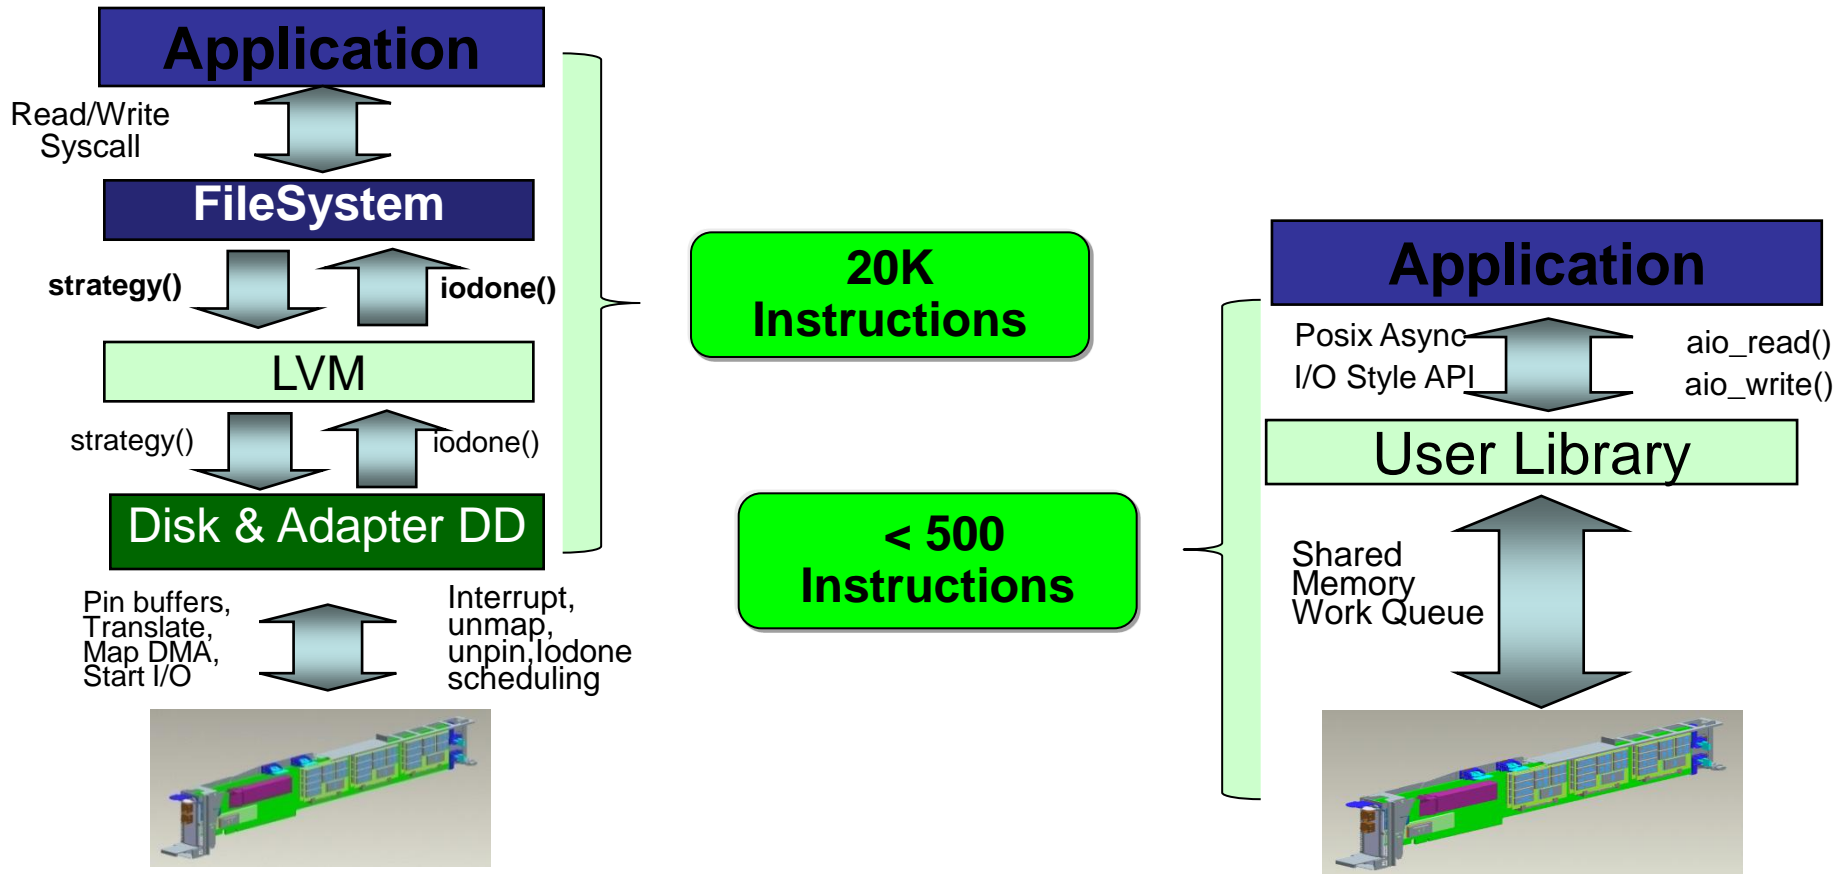 Application
Read/Write
Syscall
FileSystem
strategy()
iodone()
LVM
strategy()
iodone()
Disk & Adapter DD
Pin buffers,
Translate,
Map DMA,
Start I/O
Interrupt,
unmap,
unpin,Iodone
scheduling
20K
Instructions
< 500
Instructions
Application
Posix Async
I/O Style API
aio_read()
aio_write()
User Library
Shared
Memory
Work Queue